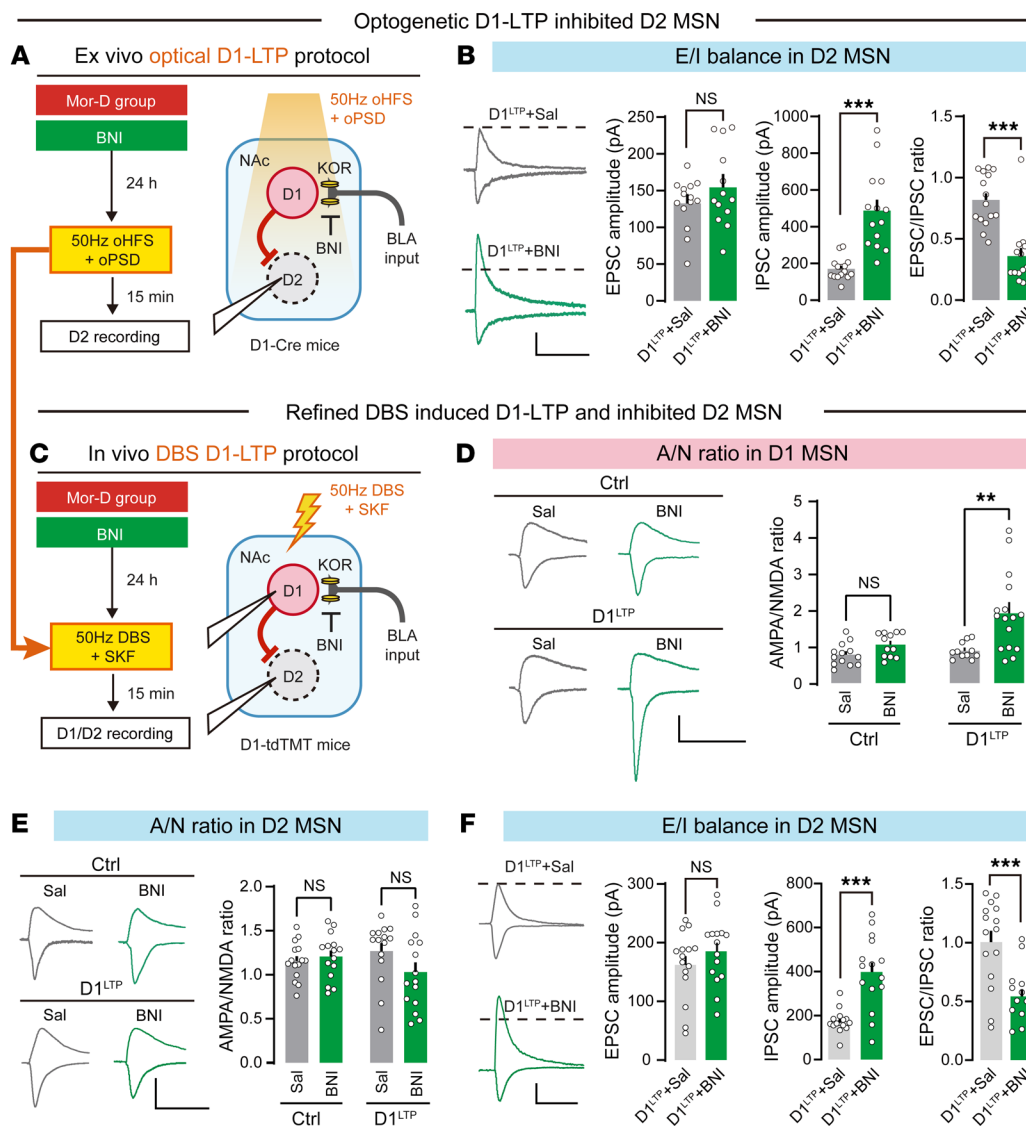 Optogenetic D1-LTP inhibited D2 MSN
A
Ex vivo optical D1-LTP protocol
Mor-D group
BNI
24 h
50Hz oHFS
+ oPSD
15 min
D2 recording
50Hz oHFS
+ oPSD
NAc
KOR
D1
BNI
BLA
input
D2
D1-Cre mice
B
E/I balance in D2 MSN
D1LTP+Sal
D1LTP+BNI
EPSC amplitude (pA)
250
200
150
100
50
0
NS
D1LTP+Sal
D1LTP+BNI
IPSC amplitude (pA)
1000
800
600
400
200
0
***
D1LTP+Sal
D1LTP+BNI
EPSC/IPSC ratio
1.5
1.0
0.5
0.0
***
D1LTP+Sal
D1LTP+BNI
Refined DBS induced D1-LTP and inhibited D2 MSN
C
In vivo DBS D1-LTP protocol
Mor-D group
BNI
24 h
50Hz DBS
+ SKF
15 min
D1/D2 recording
50Hz DBS
+ SKF
NAc
KOR
D1
BNI
BLA
input
D2
D1-tdTMT mice
D
A/N ratio in D1 MSN
Ctrl
Sal
BNI
D1LTP
Sal
BNI
AMPA/NMDA ratio
5
4
3
2
1
0
NS
**
Sal
BNI
Sal
BNI
Ctrl
D1LTP
E
A/N ratio in D2 MSN
Ctrl
Sal
BNI
D1LTP
Sal
BNI
AMPA/NMDA ratio
2.0
1.5
1.0
0.5
0.0
NS
NS
Sal
BNI
Sal
BNI
Ctrl
D1LTP
F
E/I balance in D2 MSN
D1LTP+Sal
D1LTP+BNI
EPSC amplitude (pA)
300
200
100
0
NS
D1LTP+Sal
D1LTP+BNI
IPSC amplitude (pA)
800
600
400
200
0
***
D1LTP+Sal
D1LTP+BNI
EPSC/IPSC ratio
1.5
1.0
0.5
0.0
***
D1LTP+Sal
D1LTP+BNI